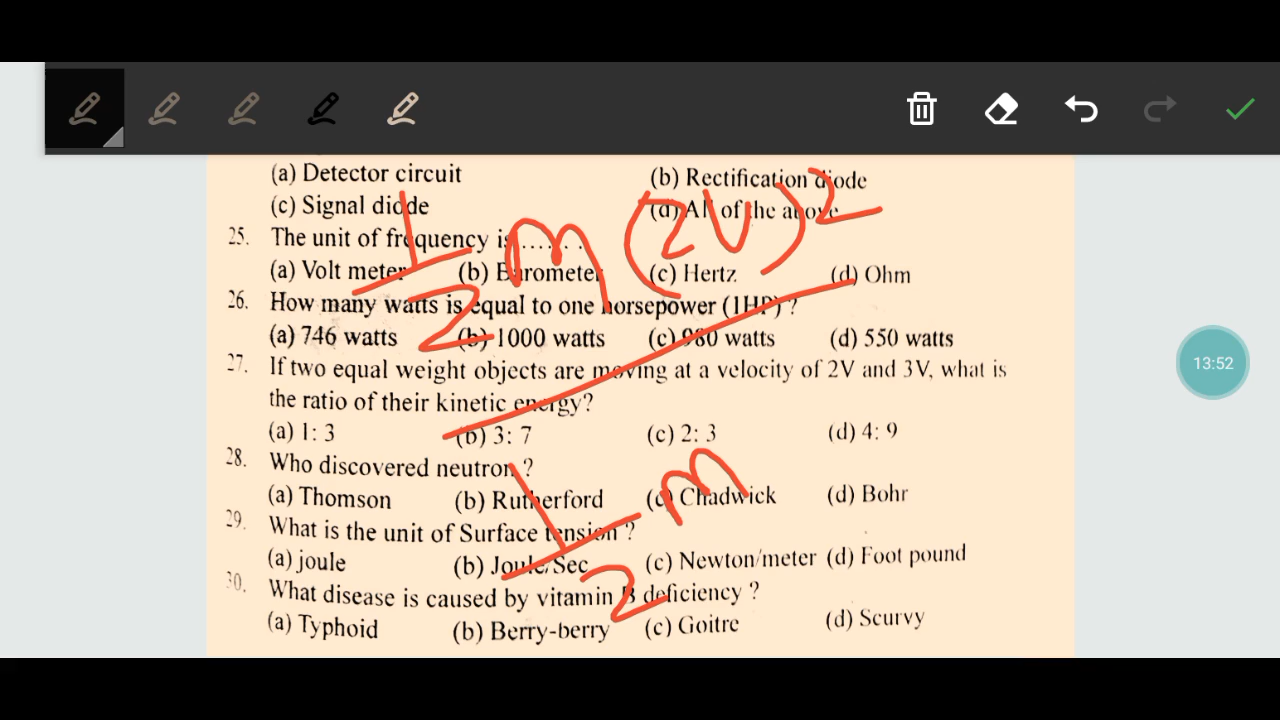 (a) Detector circuit (b) Rectification diode
(c) Signal diode (d) All of the above
25. The unit of frequency is.......
(a) Volt meter (b) Barometer (c) Hertz (d) Ohm
26. How many watts is equal to one horsepower (1HP) ?
(a) 746 watts (b) 1000 watts (c) 980 watts (d) 550 watts
27. If two equal weight objects are moving at a velocity of 2V and 3V, what is
the ratio of their kinetic energy?
(a) 1: 3 (b) 3: 7 (c) 2: 3 (d) 4: 9
28. Who discovered neutron ?
(a) Thomson (b) Rutherford (c) Chadwick (d) Bohr
29. What is the unit of Surface tension ?
(a) joule (b) Joule/Sec (c) Newton/meter (d) Foot pound
30. What disease is caused by vitamin B deficiency ?
(a) Typhoid (b) Berry-berry (c) Goitre (d) Scurvy
1/2 m (2V)2
1/2 m
13:52